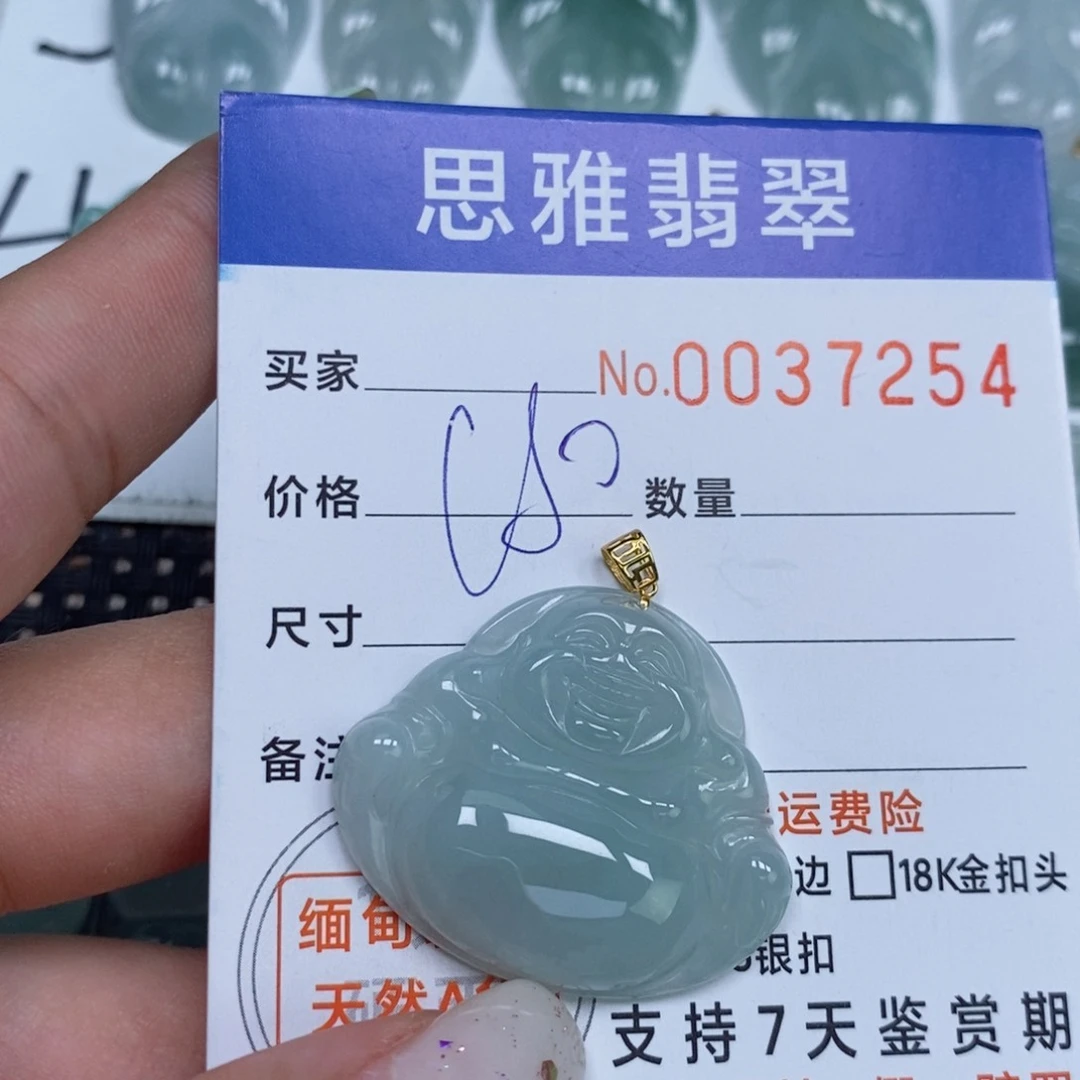 思雅翡翠
买家 No.0037254
价格 数量
尺寸
备注
运费险
边 □18K金扣头
银扣
缅甸
天然A
支持7天鉴赏期